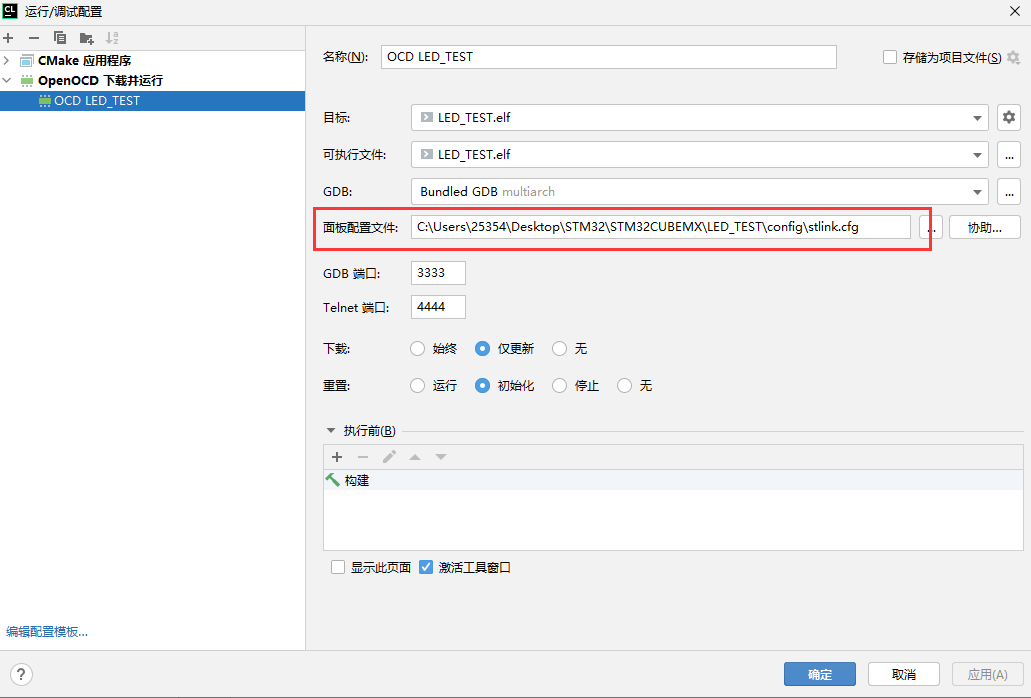 CL 运行/调试配置
CMake 应用程序
OpenOCD 下载并运行
OCD LED_TEST
编辑配置模板...
名称(N): OCD LED_TEST 存储为项目文件(S)
目标: LED_TEST.elf
可执行文件: LED_TEST.elf ...
GDB: Bundled GDB multiarch ...
面板配置文件: C:\Users\25354\Desktop\STM32\STM32CUBEMX\LED_TEST\config\stlink.cfg ... 协助...
GDB 端口: 3333
Telnet 端口: 4444
下载: 始终 仅更新 无
重置: 运行 初始化 停止 无
执行前(B)
构建
显示此页面 激活工具窗口
? 确定 取消 应用(A)